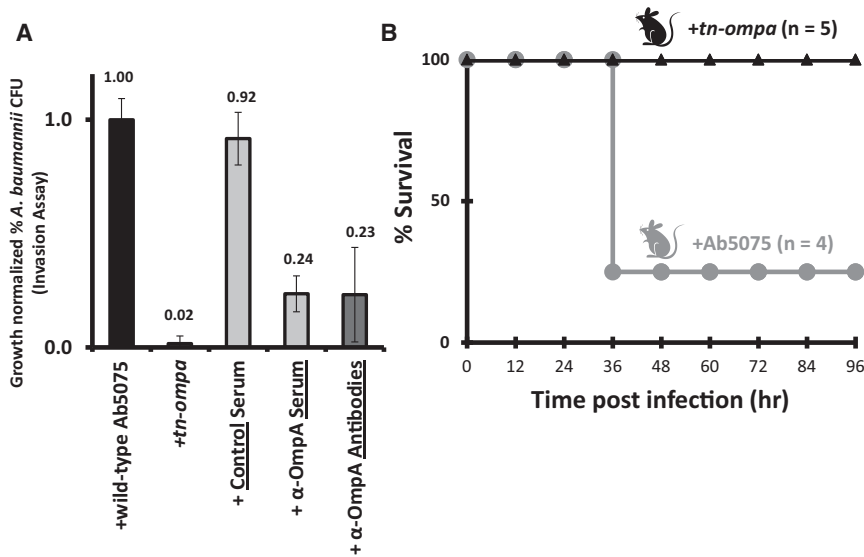 A
Growth normalized % A. baumannii CFU
(Invasion Assay)
1.0
0.0
1.00
0.02
0.92
0.24
0.23
+wild-type Ab5075
+tn-ompa
+ Control Serum
+ α-OmpA Serum
+ α-OmpA Antibodies
B
+tn-ompa (n = 5)
% Survival
100
50
0
+Ab5075 (n = 4)
0 12 24 36 48 60 72 84 96
Time post infection (hr)